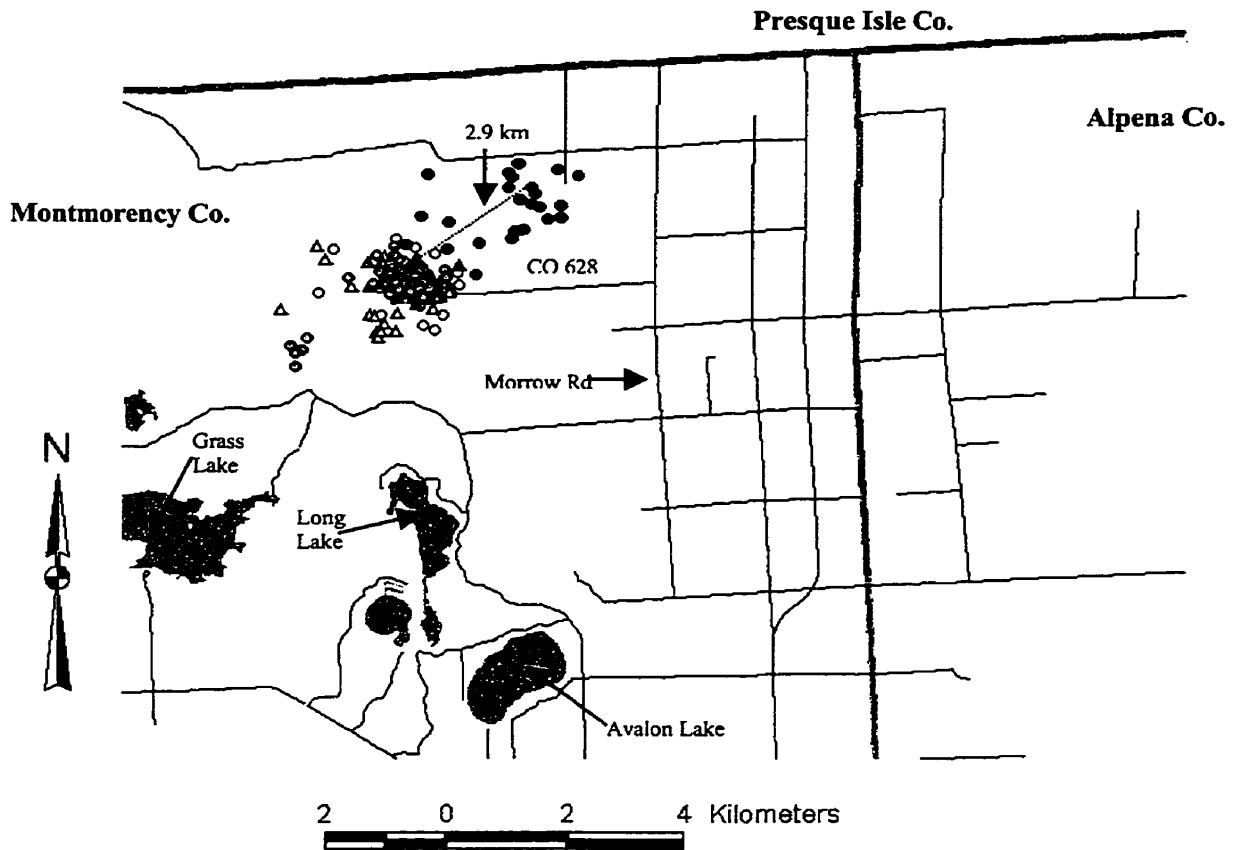 Presque Isle Co.
Alpena Co.
2.9 km
Montmorency Co.
CO 628
Morrow Rd
N
Grass
Lake
Long
Lake
Avalon Lake
2 0 2 4 Kilometers